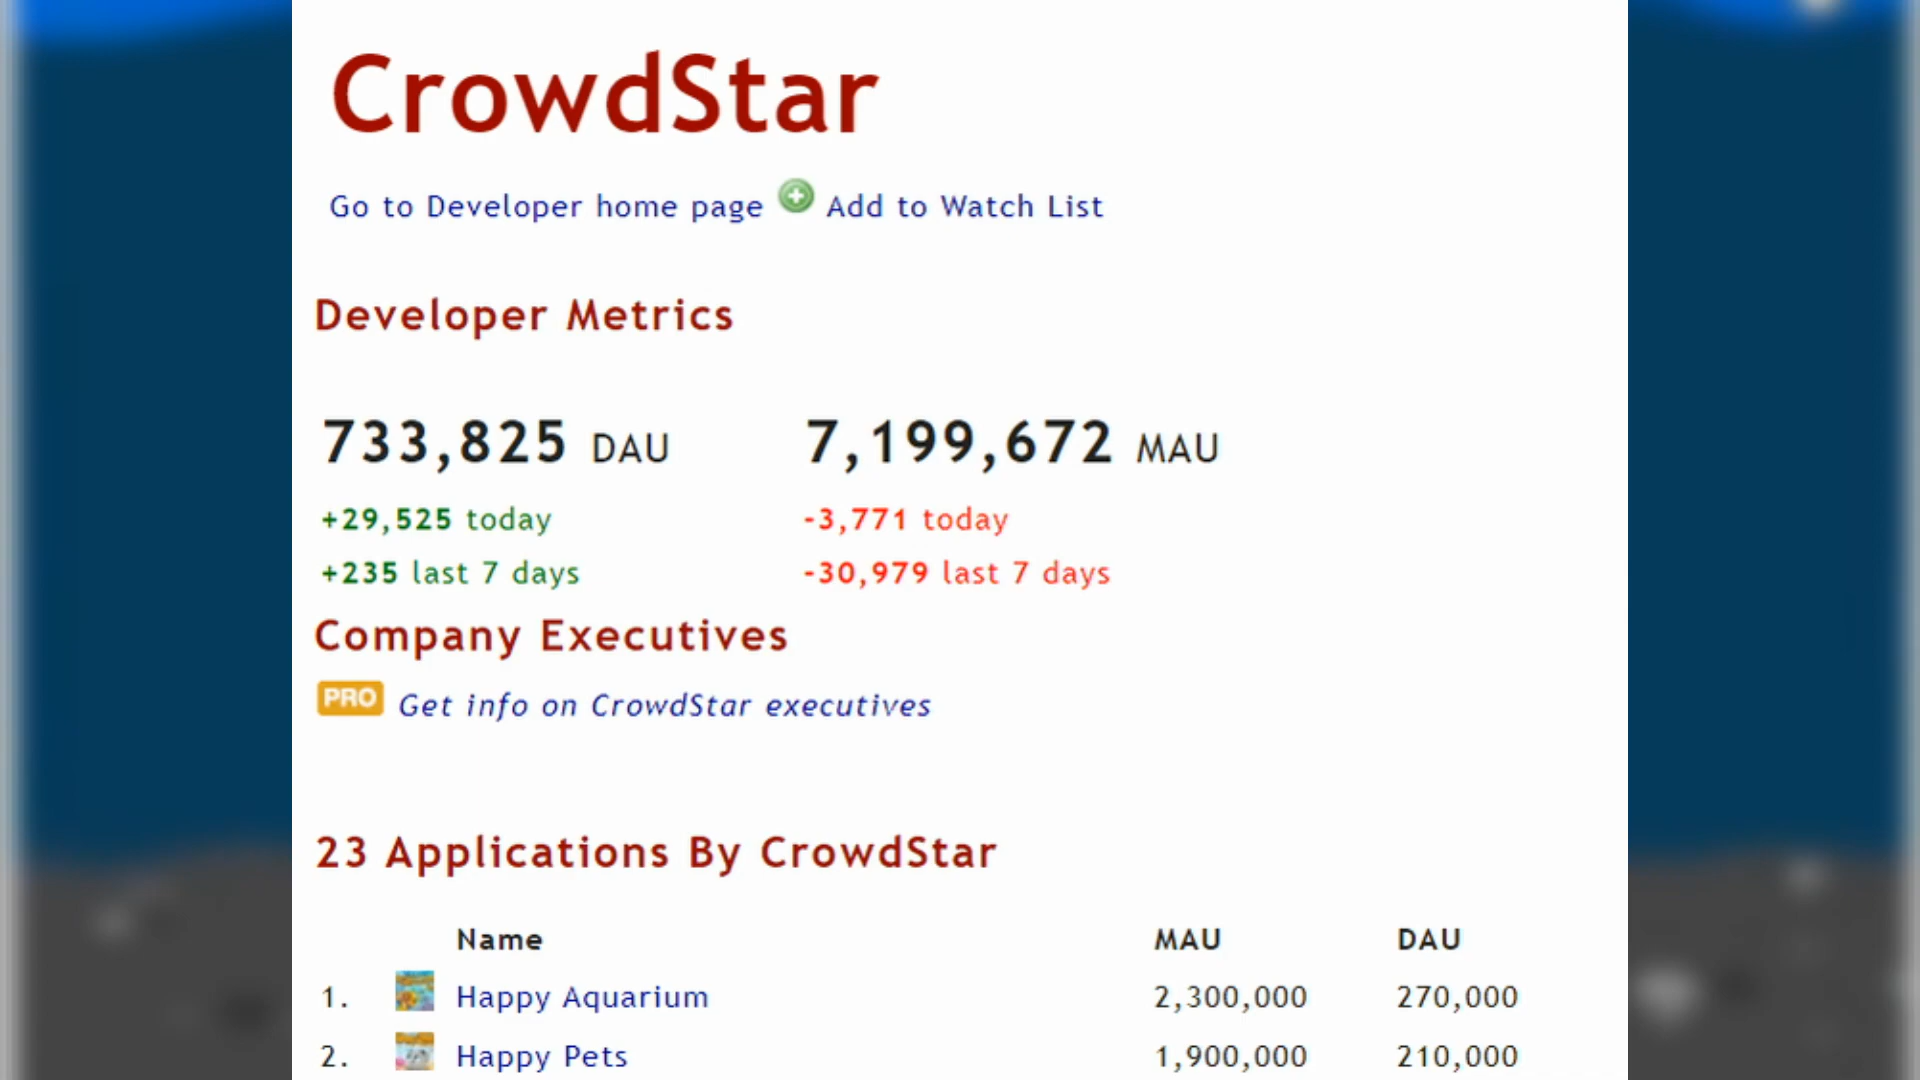 CrowdStar
Go to Developer home page Add to Watch List
Developer Metrics
733,825 DAU 7,199,672 MAU
+29,525 today -3,771 today
+235 last 7 days -30,979 last 7 days
Company Executives
PRO Get info on CrowdStar executives
23 Applications By CrowdStar
Name MAU DAU
1. Happy Aquarium 2,300,000 270,000
2. Happy Pets 1,900,000 210,000